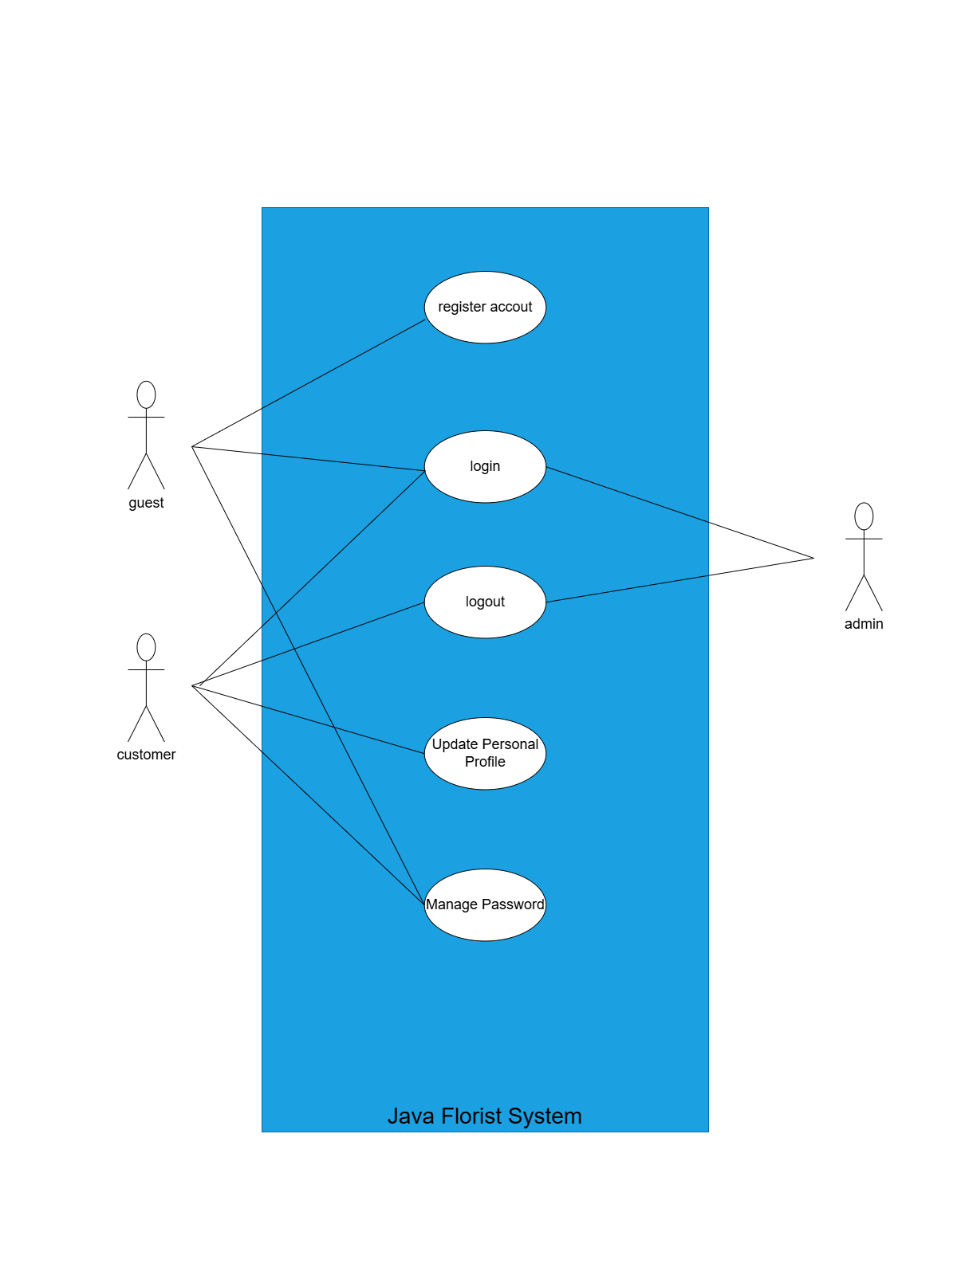 register accout
login
guest
logout
admin
customer
Update Personal
Profile
Manage Password
Java Florist System